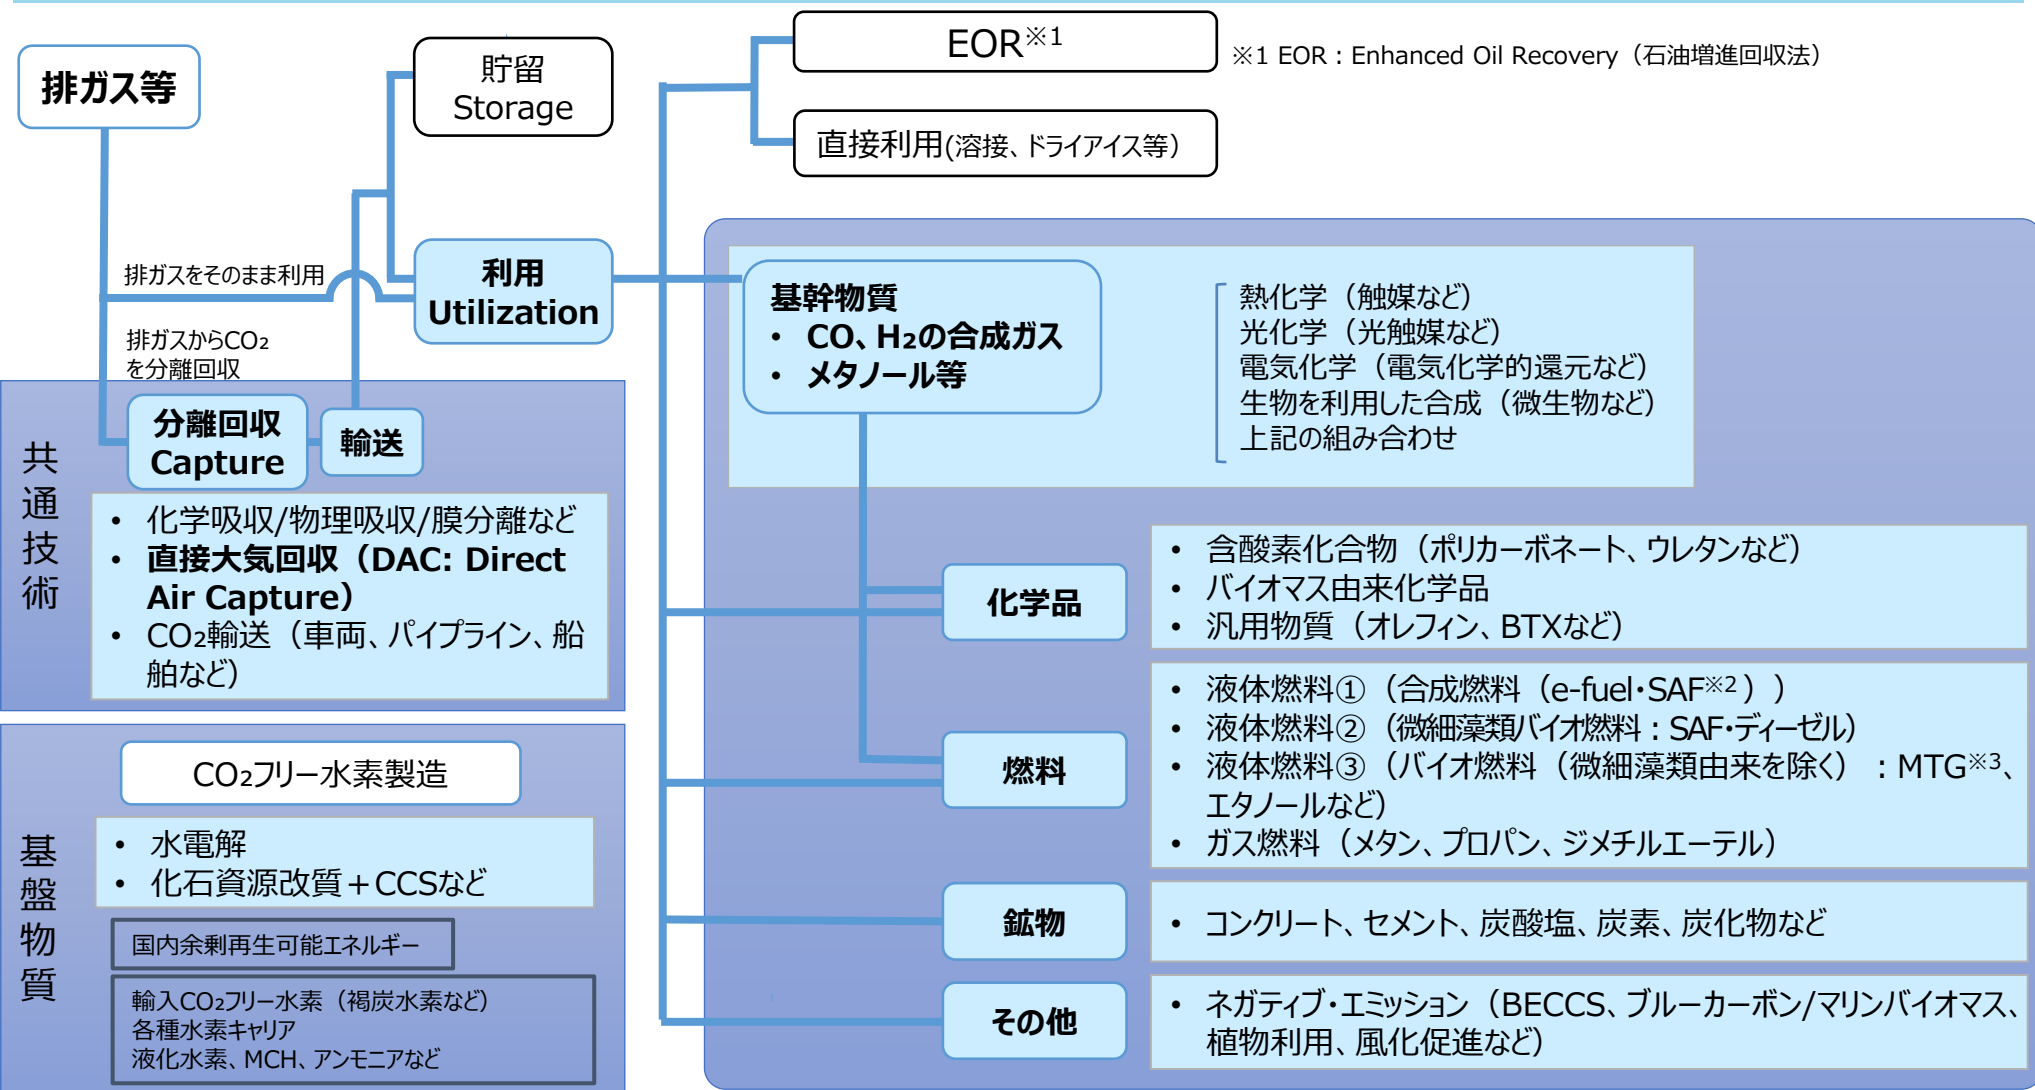 排ガス等
貯留
Storage
EOR※1
※1 EOR：Enhanced Oil Recovery（石油増進回収法）
直接利用(溶接、ドライアイス等）
排ガスをそのまま利用
利用
Utilization
排ガスからCO₂
を分離回収
基幹物質
• CO、H₂の合成ガス
• メタノール等
熱化学（触媒など）
光化学（光触媒など）
電気化学（電気化学的還元など）
生物を利用した合成（微生物など）
上記の組み合わせ
共通技術
分離回収
Capture
輸送
• 化学吸収/物理吸収/膜分離など
• 直接大気回収（DAC: Direct
Air Capture）
• CO₂輸送（車両、パイプライン、船
舶など）
化学品
• 含酸素化合物（ポリカーボネート、ウレタンなど）
• バイオマス由来化学品
• 汎用物質（オレフィン、BTXなど）
燃料
• 液体燃料①（合成燃料（e-fuel・SAF※2））
• 液体燃料②（微細藻類バイオ燃料：SAF・ディーゼル）
• 液体燃料③（バイオ燃料（微細藻類由来を除く）：MTG※3、
エタノールなど）
• ガス燃料（メタン、プロパン、ジメチルエーテル）
鉱物
• コンクリート、セメント、炭酸塩、炭素、炭化物など
その他
• ネガティブ・エミッション（BECCS、ブルーカーボン/マリンバイオマス、
植物利用、風化促進など）
基盤物質
CO₂フリー水素製造
• 水電解
• 化石資源改質＋CCSなど
国内余剰再生可能エネルギー
輸入CO₂フリー水素（褐炭水素など）
各種水素キャリア
液化水素、MCH、アンモニアなど